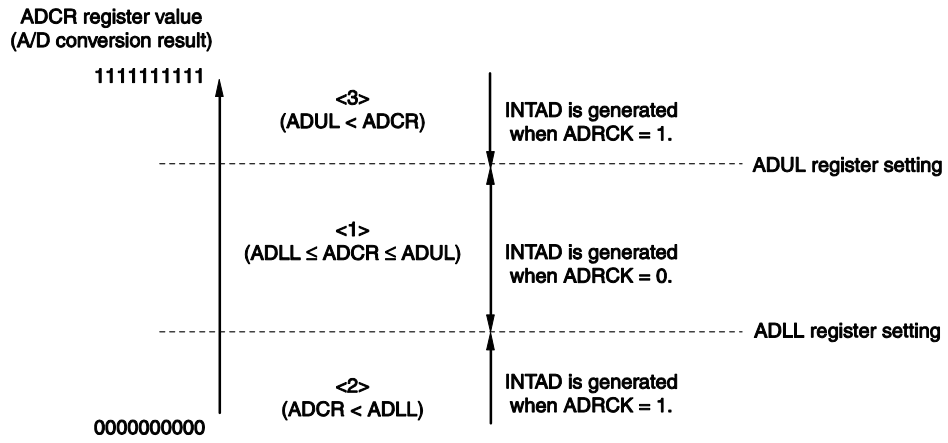 ADCR register value
(A/D conversion result)
1111111111
<3>
(ADUL < ADCR)
INTAD is generated
when ADRCK = 1.
ADUL register setting
<1>
(ADLL ≤ ADCR ≤ ADUL)
INTAD is generated
when ADRCK = 0.
ADLL register setting
<2>
(ADCR < ADLL)
INTAD is generated
when ADRCK = 1.
0000000000